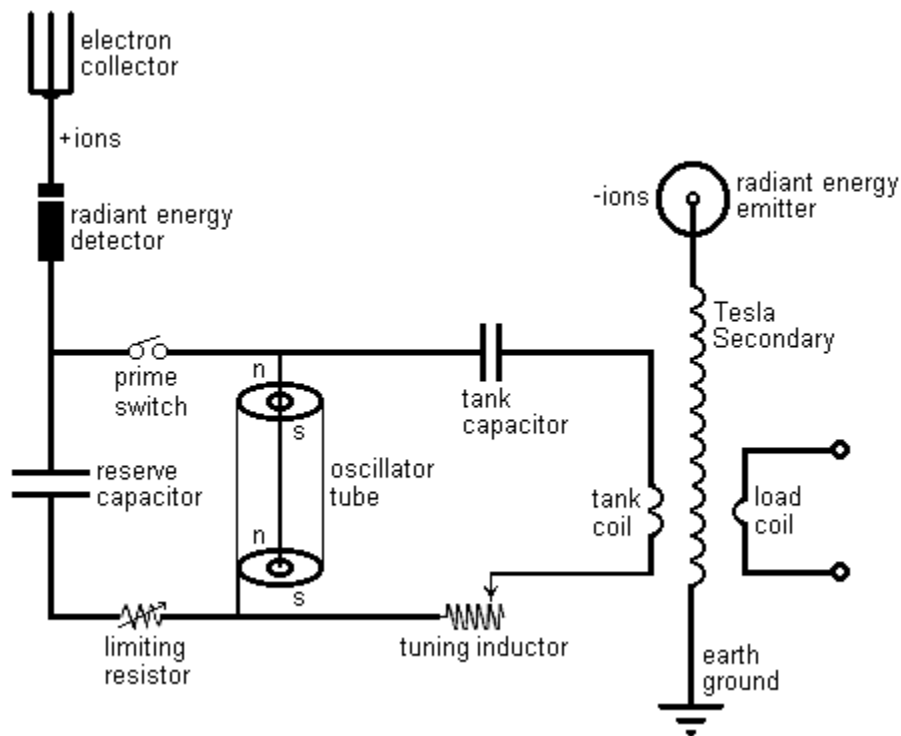 electron
collector
+ions
radiant energy
detector
-ions
radiant energy
emitter
Tesla
Secondary
prime
switch
n
s
tank
capacitor
reserve
capacitor
oscillator
tube
n
s
tank
coil
load
coil
limiting
resistor
tuning inductor
earth
ground